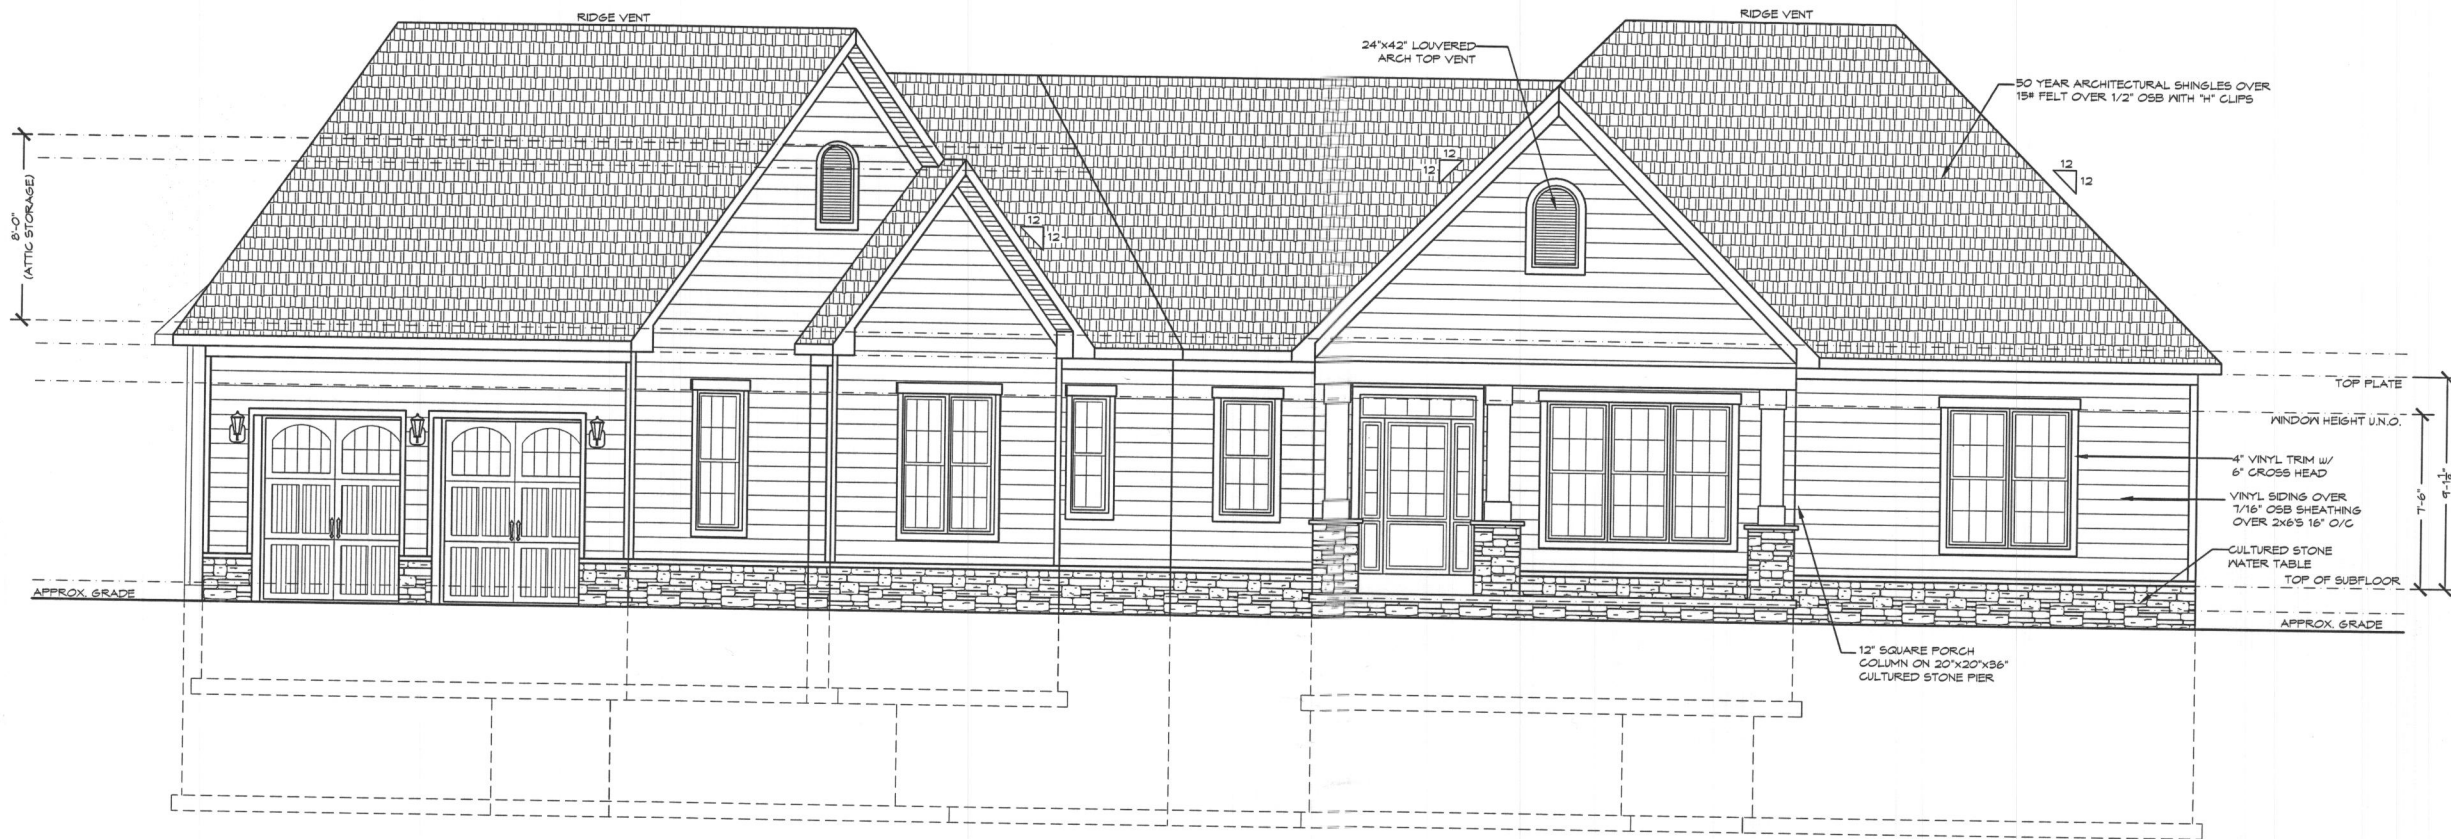 RIDGE VENT
RIDGE VENT
24"x42" LOUVERED
ARCH TOP VENT
50 YEAR ARCHITECTURAL SHINGLES OVER
15# FELT OVER 1/2" OSB WITH "H" CLIPS
12
12
12
12
12
12
8'-0"
(ATTIC STORAGE)
TOP PLATE
WINDOW HEIGHT U.N.O.
4" VINYL TRIM W/
6" CROSS HEAD
VINYL SIDING OVER
7/16" OSB SHEATHING
OVER 2x6'S 16" O/C
7'-6"
9'-1 1/2"
CULTURED STONE
WATER TABLE
TOP OF SUBFLOOR
APPROX. GRADE
APPROX. GRADE
12" SQUARE PORCH
COLUMN ON 20"x20"x36"
CULTURED STONE PIER